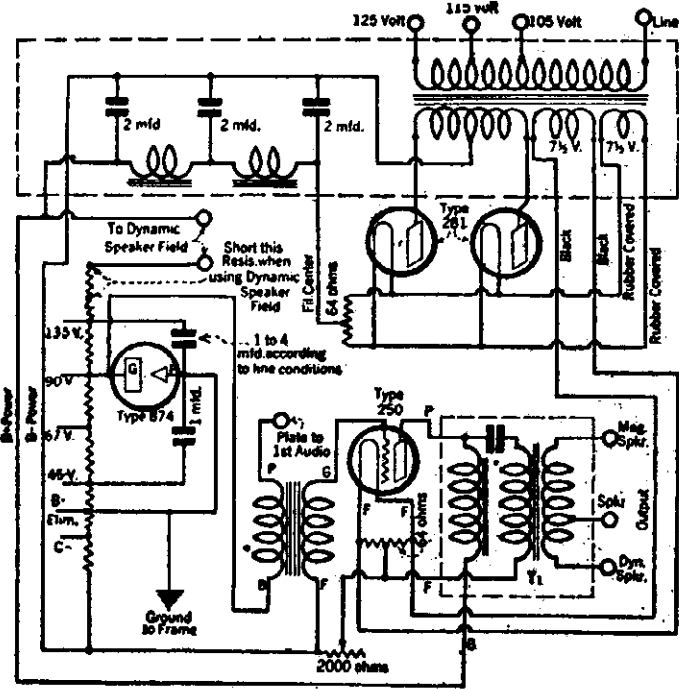 125 Volt
115 volt
105 Volt
Line
2 mfd
2 mfd.
2 mfd.
7½ V.
7½ V.
To Dynamic
Speaker Field
Short this
Resis. when
using Dynamic
Speaker
Field
Fil. Center
64 ohms
Type
281
Black
Black
Rubber Covered
Rubber Covered
135 V.
90 V
67 V.
45 V.
B-
Elim.
C-
G
Type 874
1 to 4
mfd. according
to line conditions
1 mfd.
B+ Power
B- Power
Plate to
1st Audio
Type
250
P
P
G
B
F
F
F
F
64 ohms
Mag.
Spkr.
Spkr
Output
Dyn.
Spkr.
T1
B
Ground
to Frame
2000 ohms